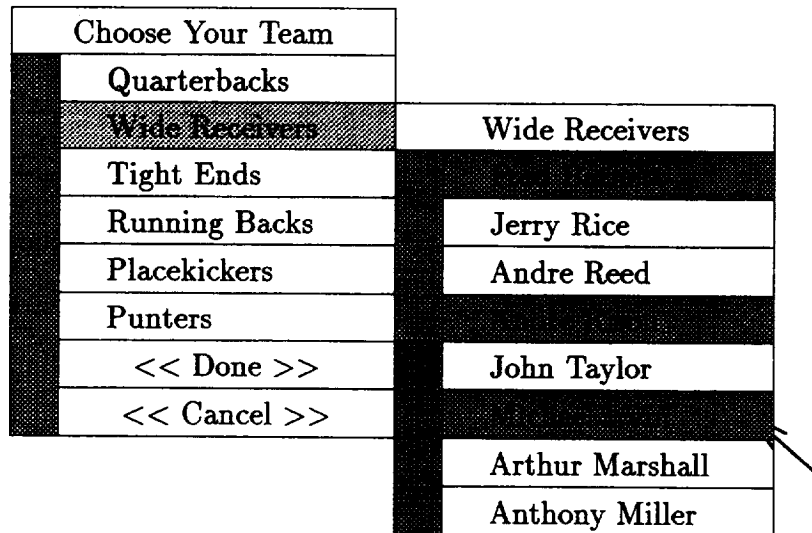 Choose Your Team
Quarterbacks
Wide Receivers
Tight Ends
Running Backs
Placekickers
Punters
<< Done >>
<< Cancel >>
Wide Receivers
Jerry Rice
Andre Reed
John Taylor
Arthur Marshall
Anthony Miller